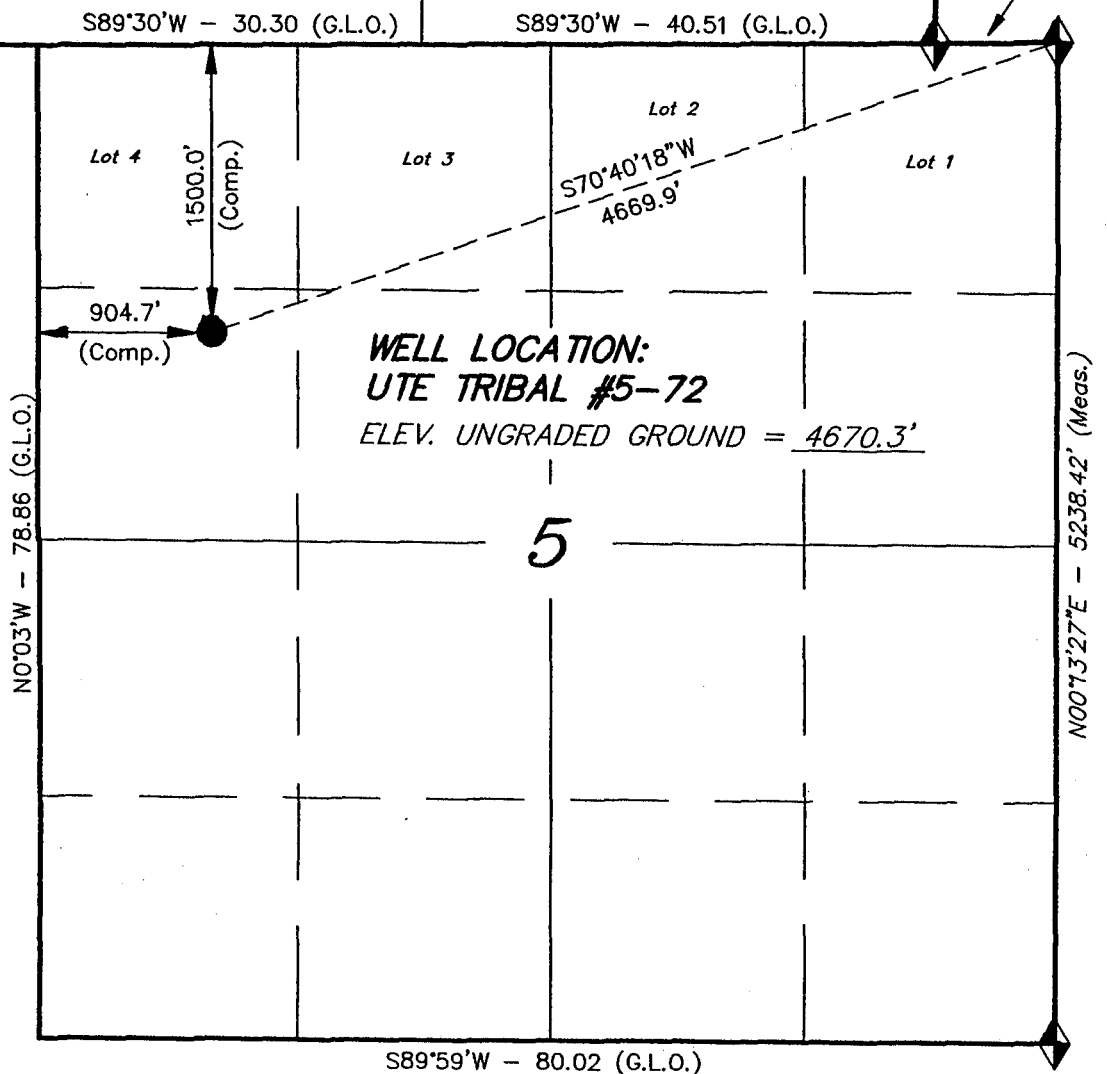 S89°30'W - 30.30 (G.L.O.)
S89°30'W - 40.51 (G.L.O.)
Lot 4
1500.0'
(Comp.)
Lot 3
Lot 2
S70°40'18"W
4669.9'
Lot 1
904.7'
(Comp.)
WELL LOCATION:
UTE TRIBAL #5-72
ELEV. UNGRADED GROUND = 4670.3'
N0°03'W - 78.86 (G.L.O.)
5
N00°13'27"E - 5238.42' (Meas.)
S89°59'W - 80.02 (G.L.O.)